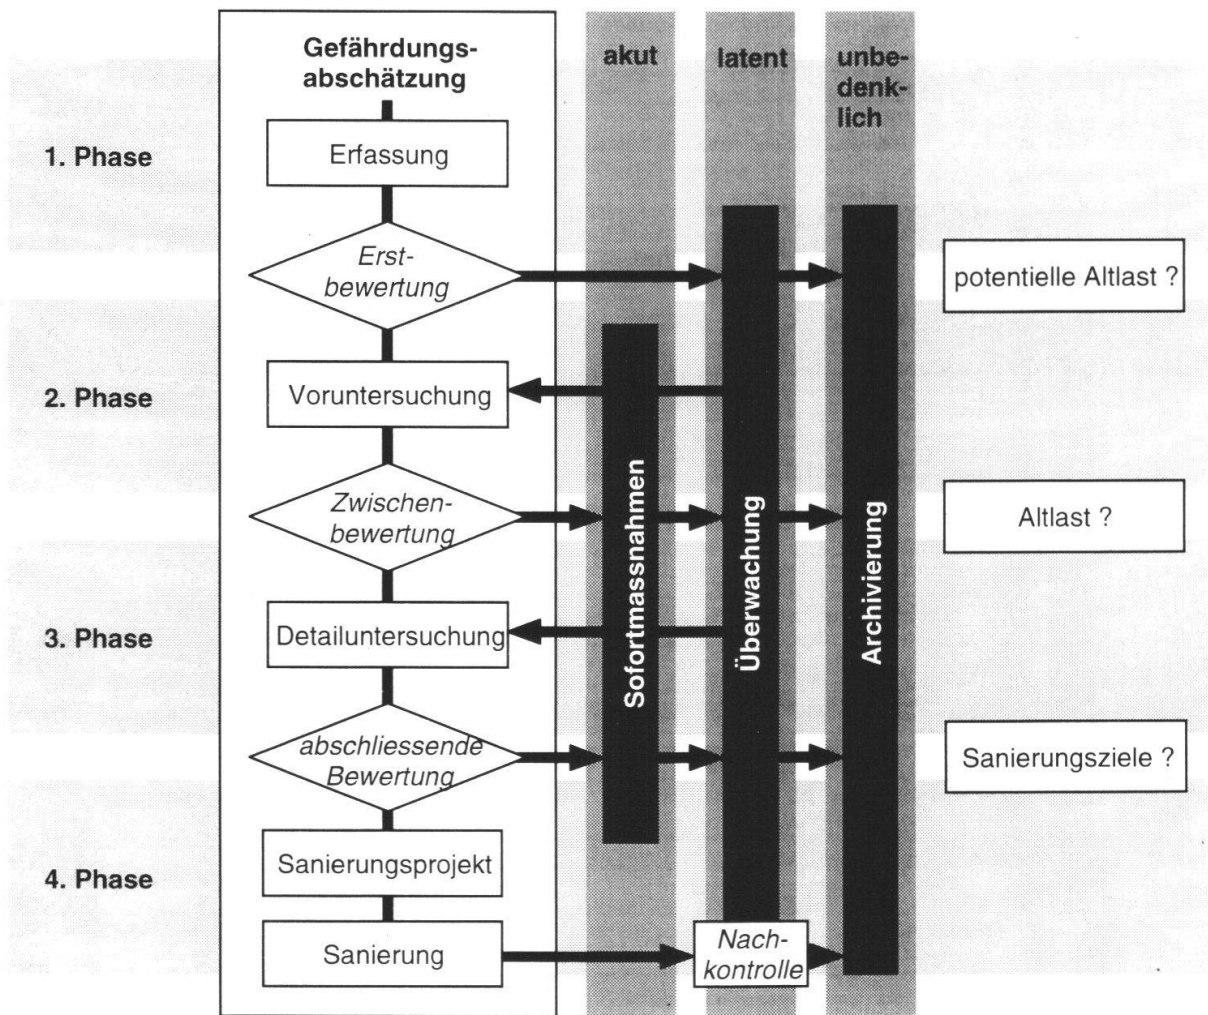 Gefährdungs-
abschätzung
akut
latent
unbe-
denk-
lich
1. Phase
Erfassung
Erst-
bewertung
potentielle Altlast ?
2. Phase
Voruntersuchung
Zwischen-
bewertung
Altlast ?
Sofortmassnahmen
Überwachung
Archivierung
3. Phase
Detailuntersuchung
abschliessende
Bewertung
Sanierungsziele ?
4. Phase
Sanierungsprojekt
Sanierung
Nach-
kontrolle